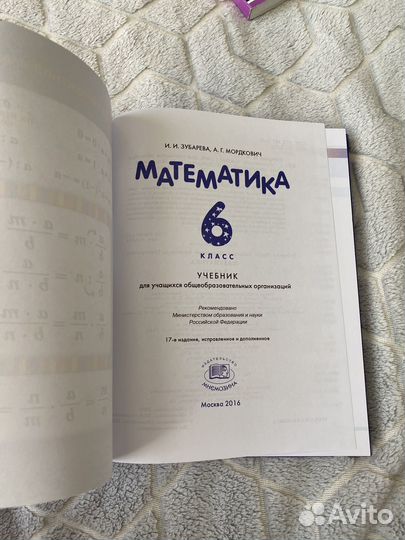 И. И. ЗУБАРЕВА, А. Г. МОРДКОВИЧ
МАТЕМАТИКА
6
КЛАСС
УЧЕБНИК
для учащихся общеобразовательных организаций
Рекомендовано
Министерством образования и науки
Российской Федерации
17-е издание, исправленное и дополненное
ИЗДАТЕЛЬСТВО
МНЕМОЗИНА
Москва 2016
Avito